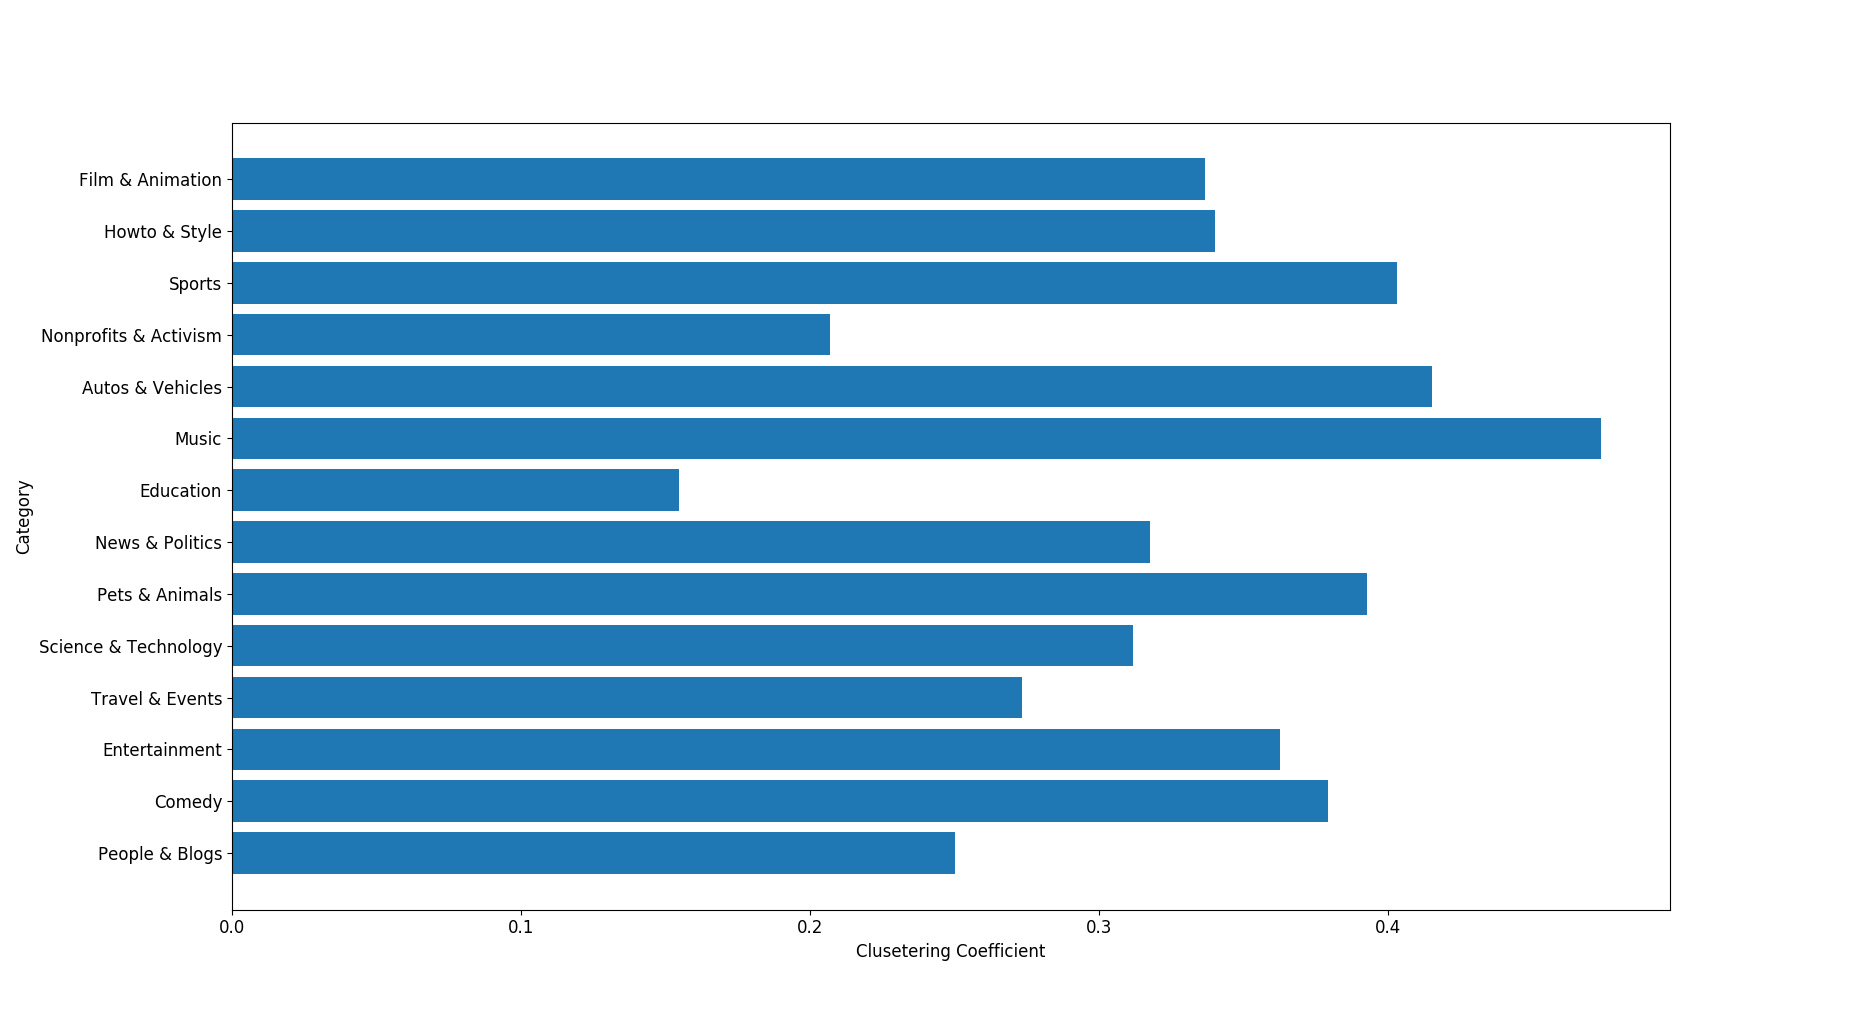 Film & Animation
Howto & Style
Sports
Nonprofits & Activism
Autos & Vehicles
Music
Education
News & Politics
Pets & Animals
Science & Technology
Travel & Events
Entertainment
Comedy
People & Blogs
Category
0.0 0.1 0.2 0.3 0.4
Clusetering Coefficient